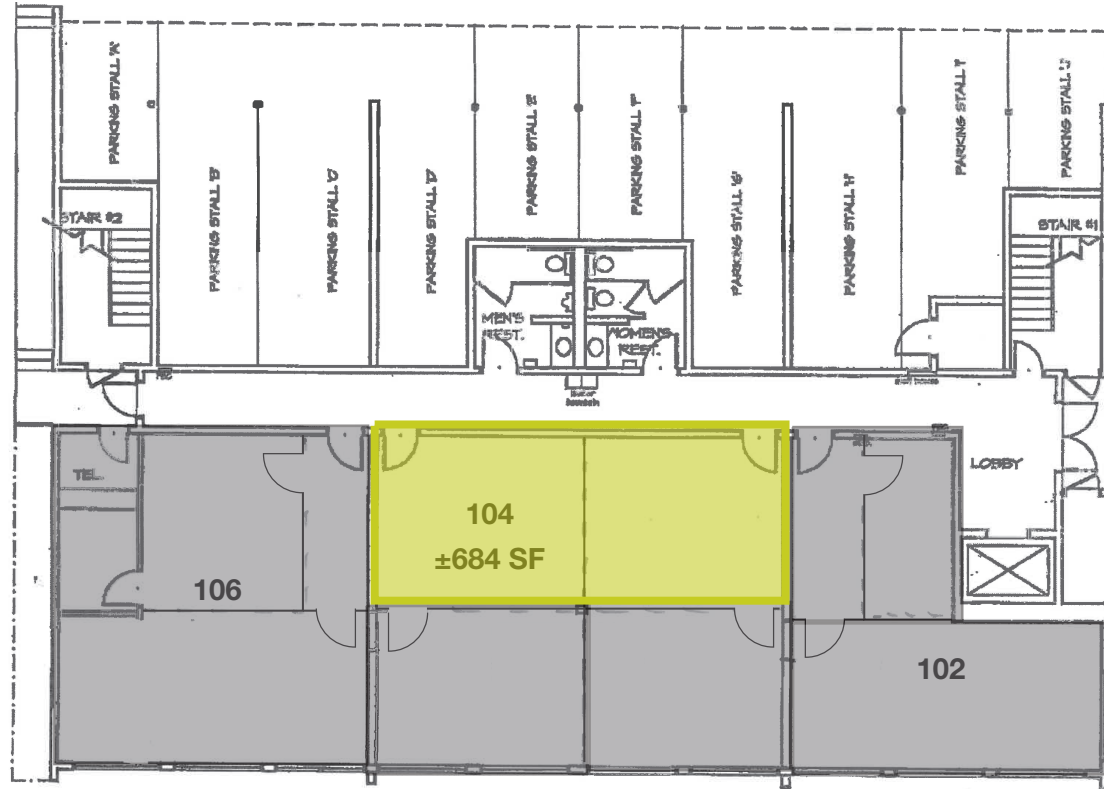 PARKING STALL 'A'
PARKING STALL 'B'
PARKING STALL 'C'
PARKING STALL 'D'
PARKING STALL 'E'
PARKING STALL 'F'
PARKING STALL 'G'
PARKING STALL 'H'
PARKING STALL 'I'
PARKING STALL 'J'
STAIR #2
STAIR #1
MEN'S
REST.
WOMEN'S
REST.
TEL.
LOBBY
104
±684 SF
106
102